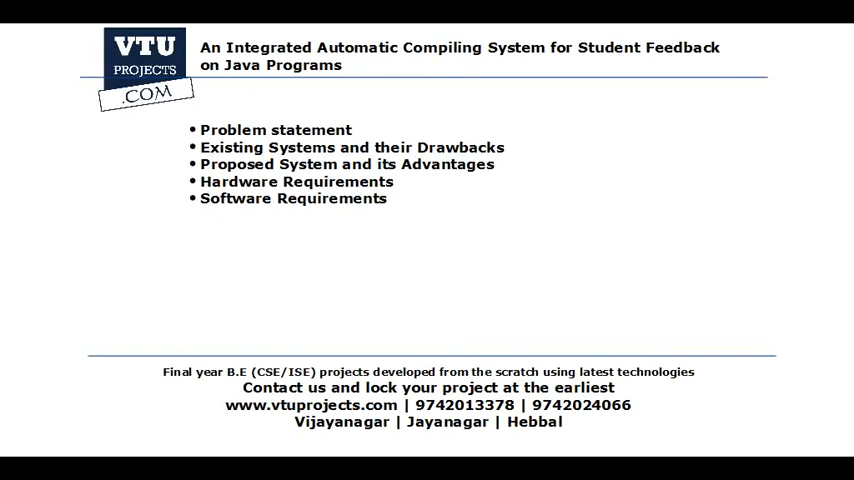 VTU
PROJECTS
.COM
An Integrated Automatic Compiling System for Student Feedback
on Java Programs
• Problem statement
• Existing Systems and their Drawbacks
• Proposed System and its Advantages
• Hardware Requirements
• Software Requirements
Final year B.E (CSE/ISE) projects developed from the scratch using latest technologies
Contact us and lock your project at the earliest
www.vtuprojects.com | 9742013378 | 9742024066
Vijayanagar | Jayanagar | Hebbal